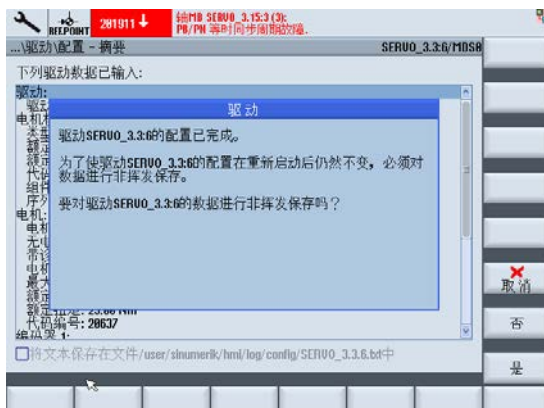 REF.POINT
201911
轴MB SERVO_3.15:3 (3):
PB/PN 等时同步周期故障.
...\驱动\配置 - 摘要
SERVO_3.3:6/MDS8
下列驱动数据已输入:
驱动:
驱动
驱动SERVO_3.3:6的配置已完成。
为了使驱动SERVO_3.3:6的配置在重新启动后仍然不变，必须对
数据进行非挥发保存。
要对驱动SERVO_3.3:6的数据进行非挥发保存吗？
电机:
额定扭矩: 23.00 Nm
代码编号: 20637
编码器 1:
将文本保存在文件/user/sinumerik/hmi/log/config/SERVO_3.3.6.txt中
取消
否
是